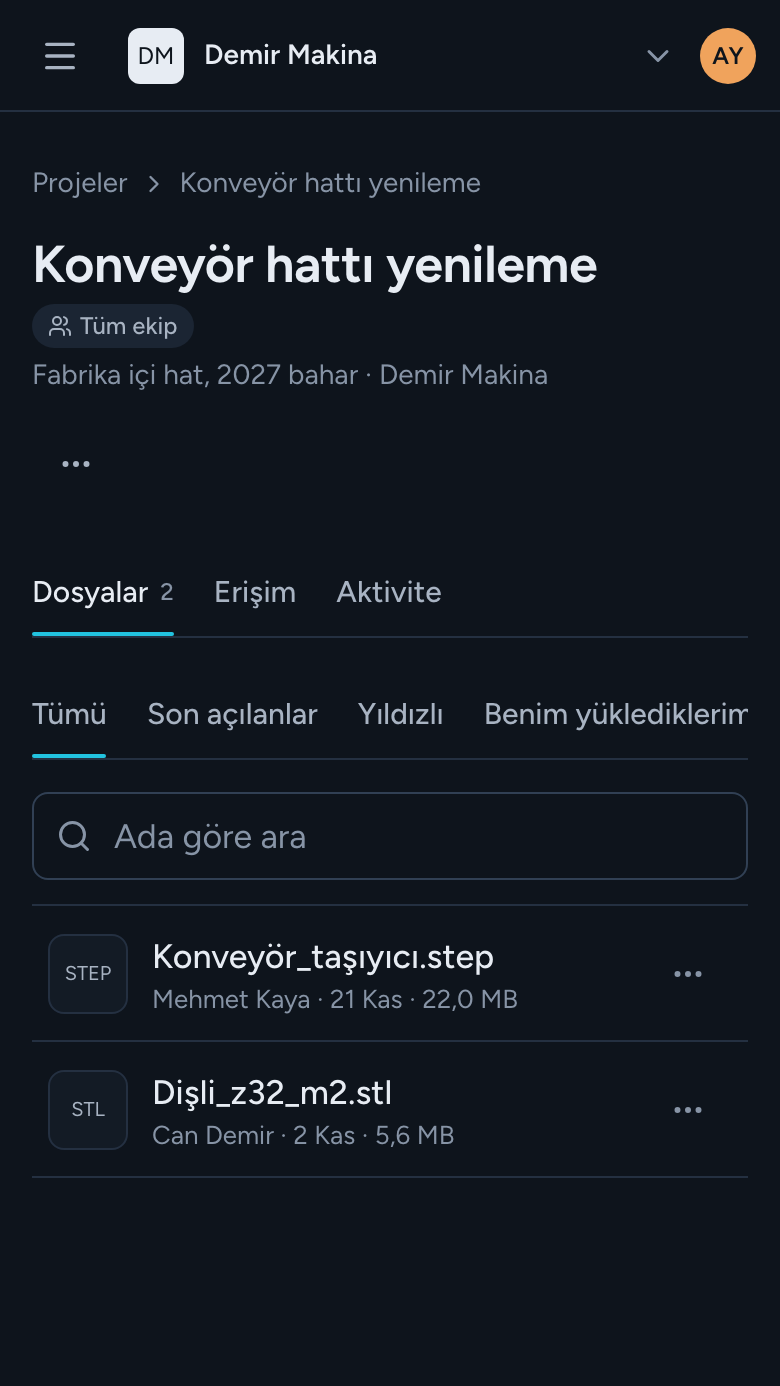 DM Demir Makina AY
Projeler Konveyör hattı yenileme
Konveyör hattı yenileme
Tüm ekip
Fabrika içi hat, 2027 bahar · Demir Makina
Dosyalar 2 Erişim Aktivite
Tümü Son açılanlar Yıldızlı Benim yüklediklerim
Ada göre ara
STEP Konveyör_taşıyıcı.step
Mehmet Kaya · 21 Kas · 22,0 MB
STL Dişli_z32_m2.stl
Can Demir · 2 Kas · 5,6 MB